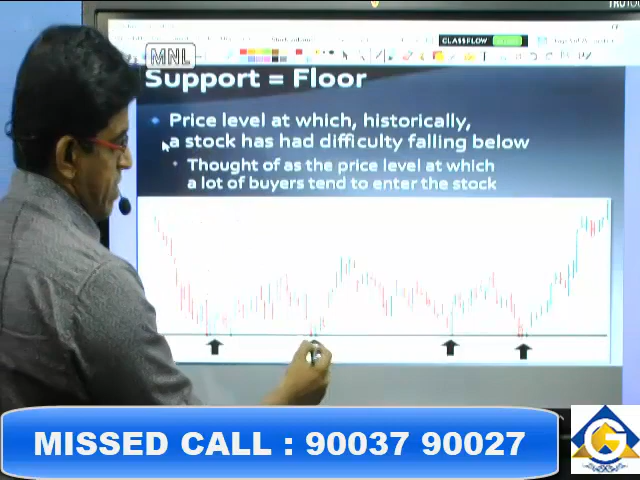 MNL
CLASSFLOW
Support = Floor
Price level at which, historically,
a stock has had difficulty falling below
Thought of as the price level at which
a lot of buyers tend to enter the stock
MISSED CALL : 90037 90027
G